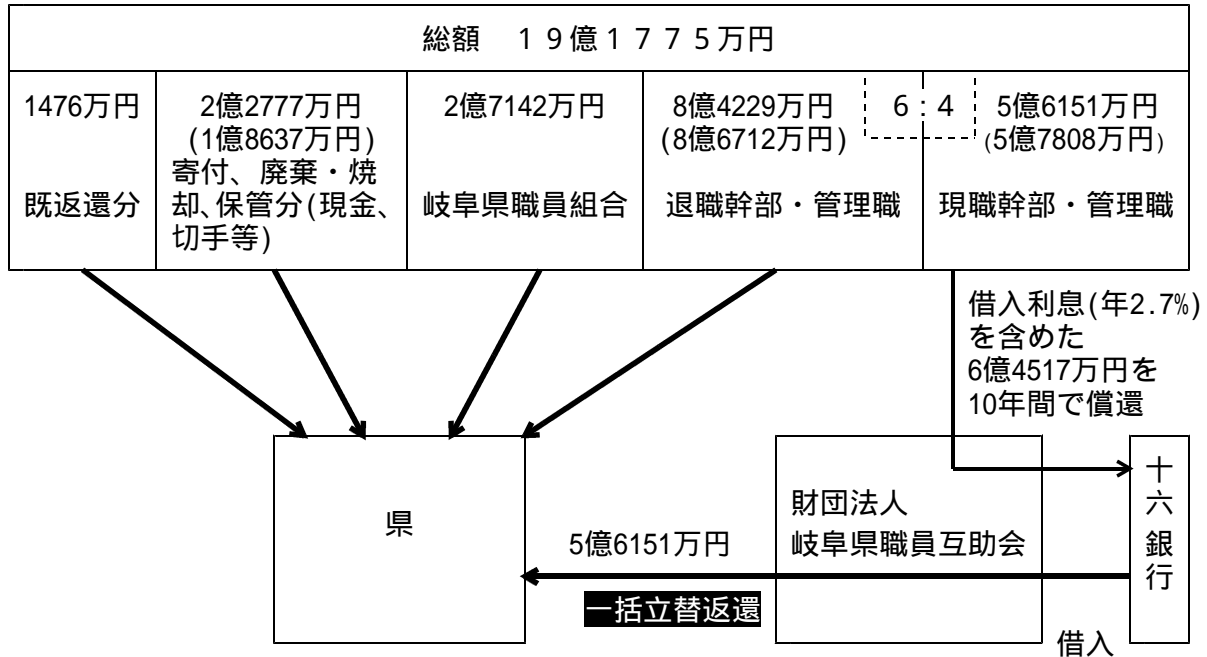 総額　１９億１７７５万円
1476万円
既返還分
2億2777万円
(1億8637万円)
寄付、廃棄・焼
却、保管分(現金、
切手等)
2億7142万円
岐阜県職員組合
8億4229万円
(8億6712万円)
退職幹部・管理職
6：4
5億6151万円
(5億7808万円)
現職幹部・管理職
借入利息(年2.7%)
を含めた
6億4517万円を
10年間で償還
県
5億6151万円
一括立替返還
財団法人
岐阜県職員互助会
十六銀行
借入